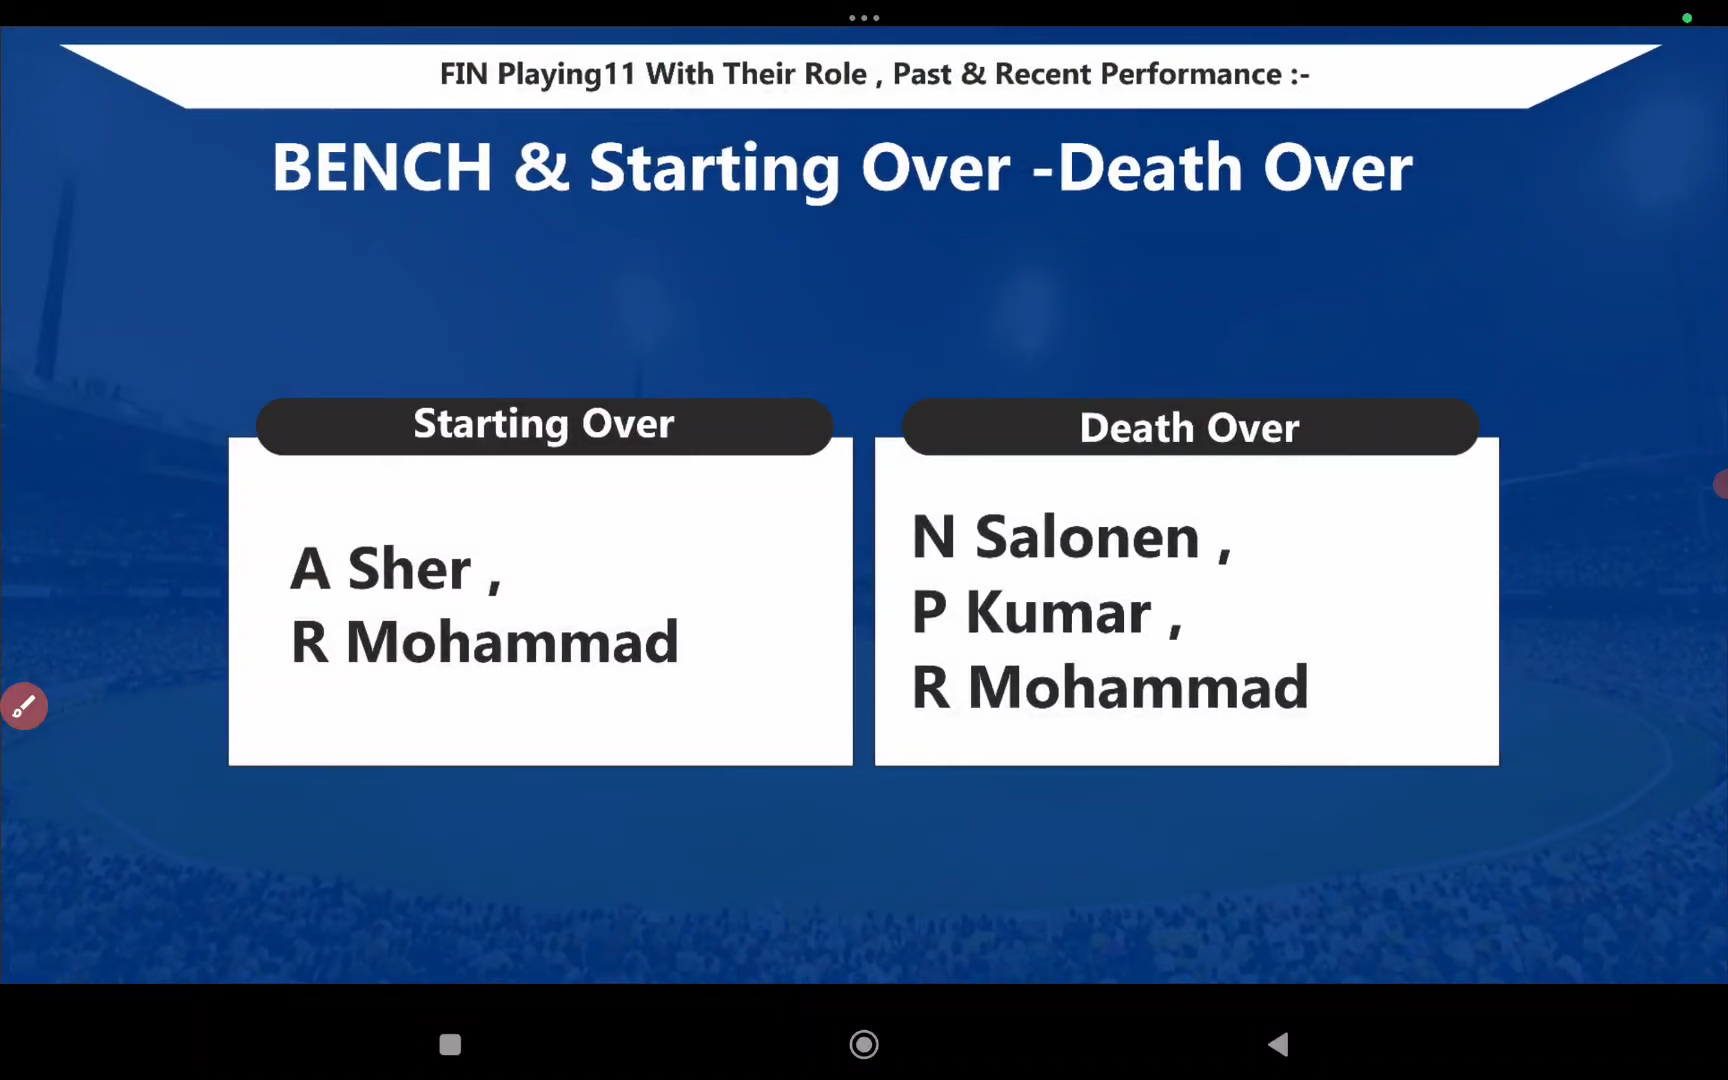 FIN Playing11 With Their Role , Past & Recent Performance :-
BENCH & Starting Over -Death Over
Starting Over
A Sher ,
R Mohammad
Death Over
N Salonen ,
P Kumar ,
R Mohammad